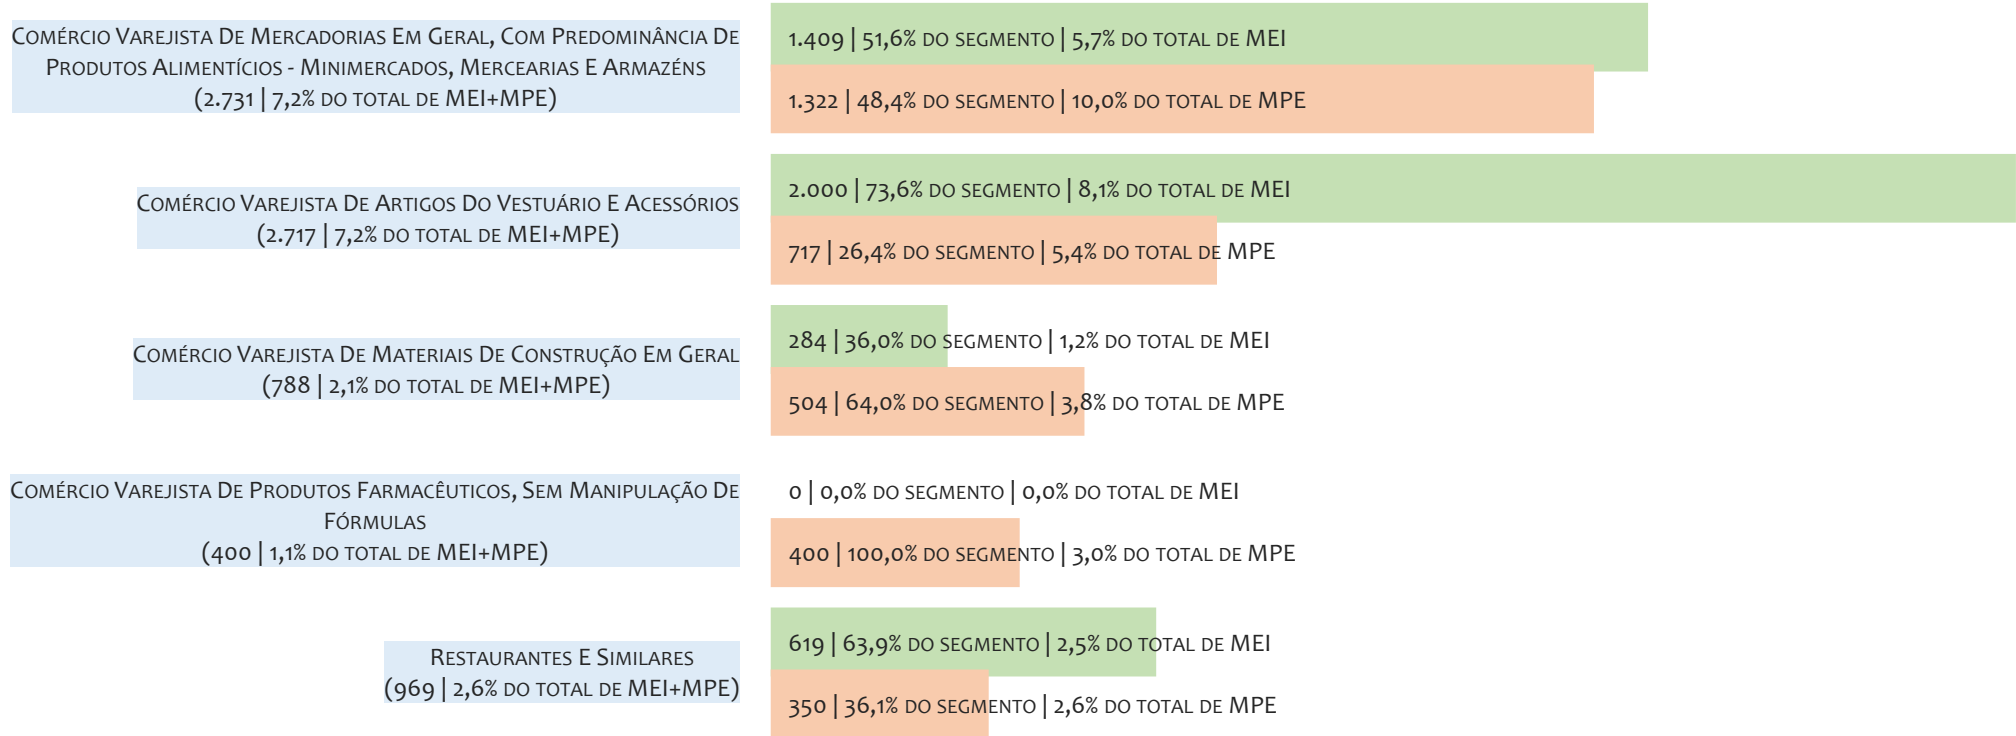 Comércio Varejista De Mercadorias Em Geral, Com Predominância De
Produtos Alimentícios - Minimercados, Mercearias E Armazéns
(2.731 | 7,2% do total de MEI+MPE)
1.409 | 51,6% do segmento | 5,7% do total de MEI
1.322 | 48,4% do segmento | 10,0% do total de MPE
Comércio Varejista De Artigos Do Vestuário E Acessórios
(2.717 | 7,2% do total de MEI+MPE)
2.000 | 73,6% do segmento | 8,1% do total de MEI
717 | 26,4% do segmento | 5,4% do total de MPE
Comércio Varejista De Materiais De Construção Em Geral
(788 | 2,1% do total de MEI+MPE)
284 | 36,0% do segmento | 1,2% do total de MEI
504 | 64,0% do segmento | 3,8% do total de MPE
Comércio Varejista De Produtos Farmacêuticos, Sem Manipulação De
Fórmulas
(400 | 1,1% do total de MEI+MPE)
0 | 0,0% do segmento | 0,0% do total de MEI
400 | 100,0% do segmento | 3,0% do total de MPE
Restaurantes E Similares
(969 | 2,6% do total de MEI+MPE)
619 | 63,9% do segmento | 2,5% do total de MEI
350 | 36,1% do segmento | 2,6% do total de MPE